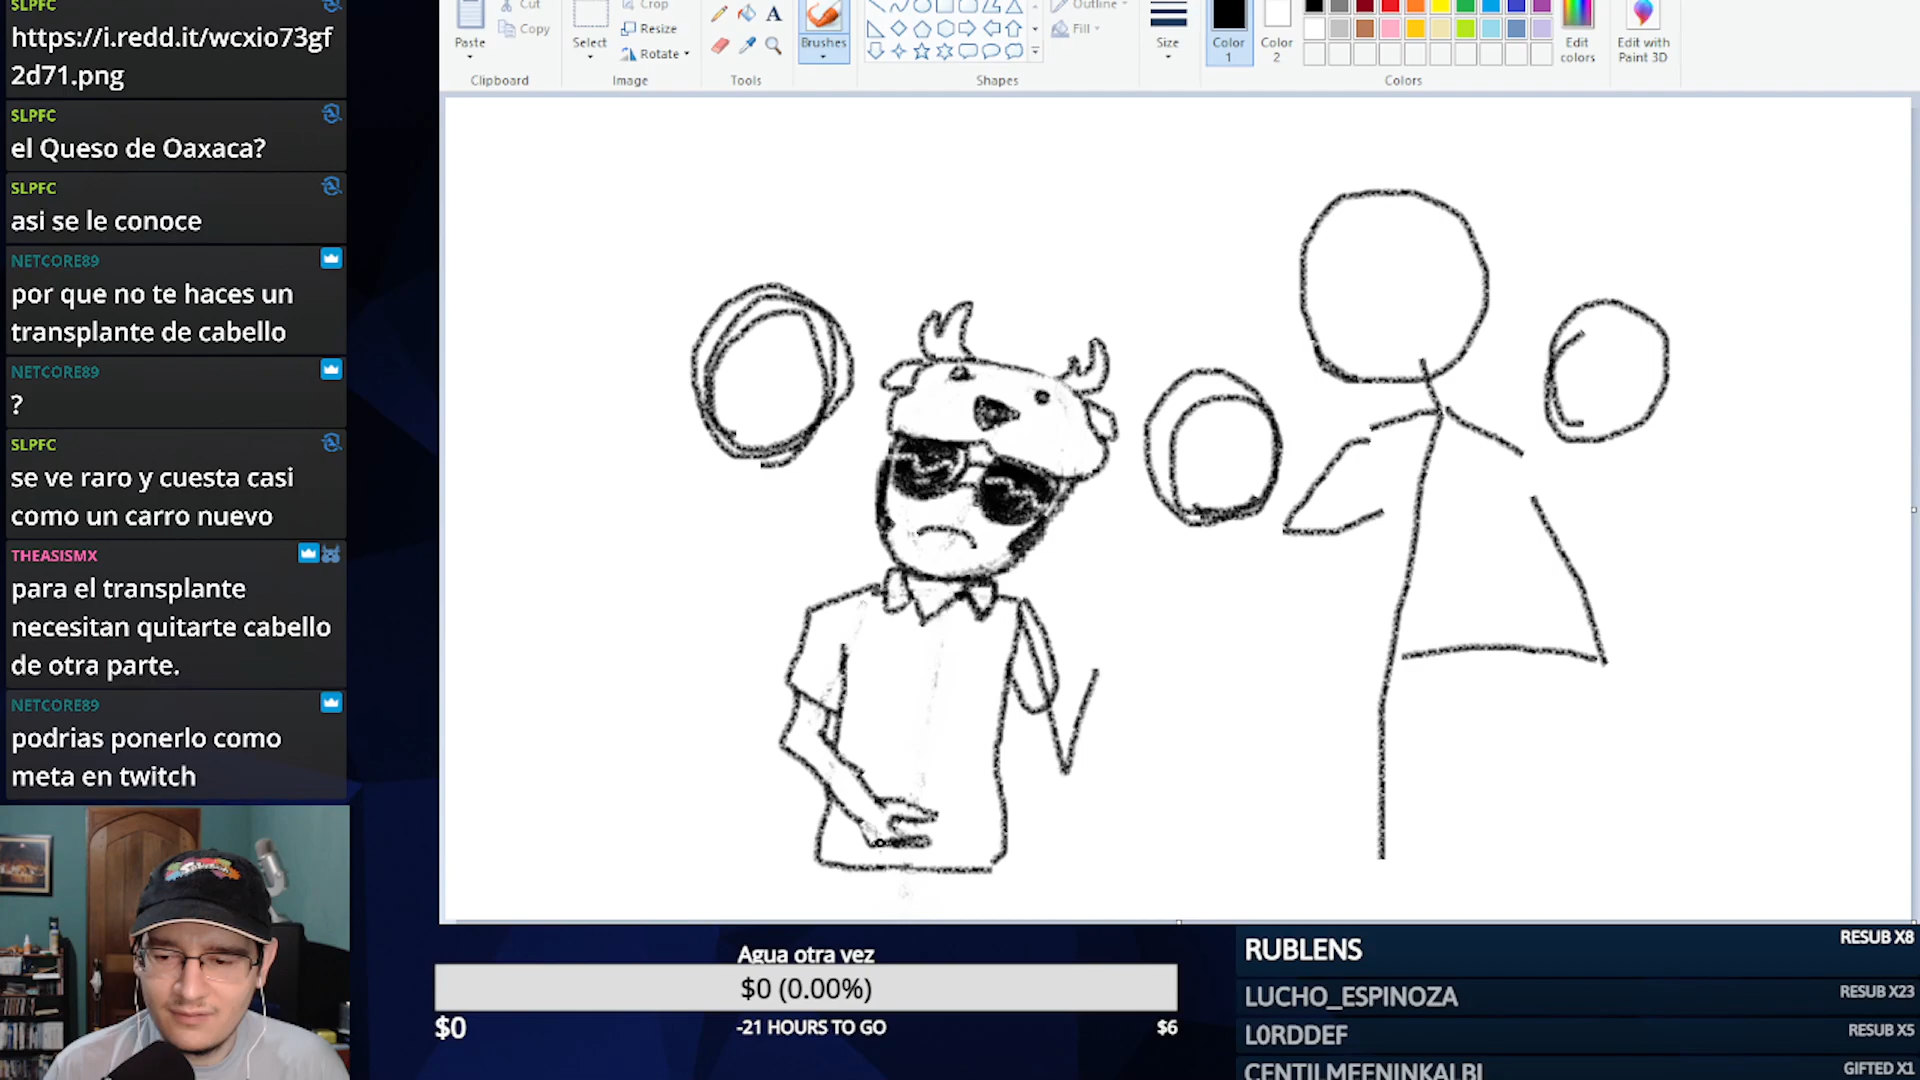 SLPFC
https://i.redd.it/wcxio73gf
2d71.png
SLPFC
el Queso de Oaxaca?
SLPFC
asi se le conoce
NETCORE89
por que no te haces un
transplante de cabello
NETCORE89
?
SLPFC
se ve raro y cuesta casi
como un carro nuevo
THEASISMX
para el transplante
necesitan quitarte cabello
de otra parte.
NETCORE89
podrias ponerlo como
meta en twitch
Paste
Cut
Copy
Clipboard
Select
Crop
Resize
Rotate
Image
A
Tools
Brushes
Shapes
Outline
Fill
Size
Color
1
Color
2
Colors
Edit
colors
Edit with
Paint 3D
Agua otra vez
$0 (0.00%)
$0
-21 HOURS TO GO
$6
RUBLENS
RESUB X8
LUCHO_ESPINOZA
RESUB X23
L0RDDEF
RESUB X5
GIFTED X1